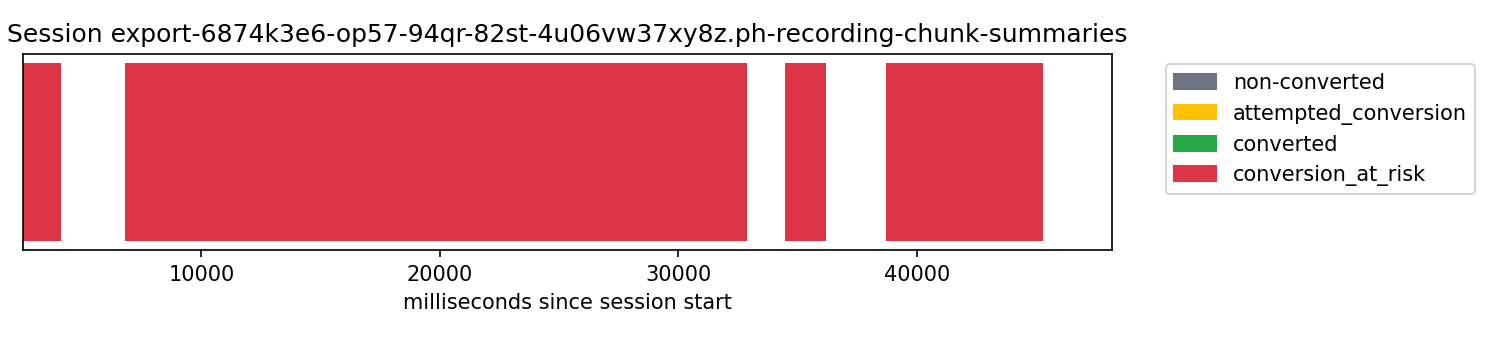 Session export-6874k3e6-op57-94qr-82st-4u06vw37xy8z.ph-recording-chunk-summaries
non-converted
attempted_conversion
converted
conversion_at_risk
10000 20000 30000 40000
milliseconds since session start